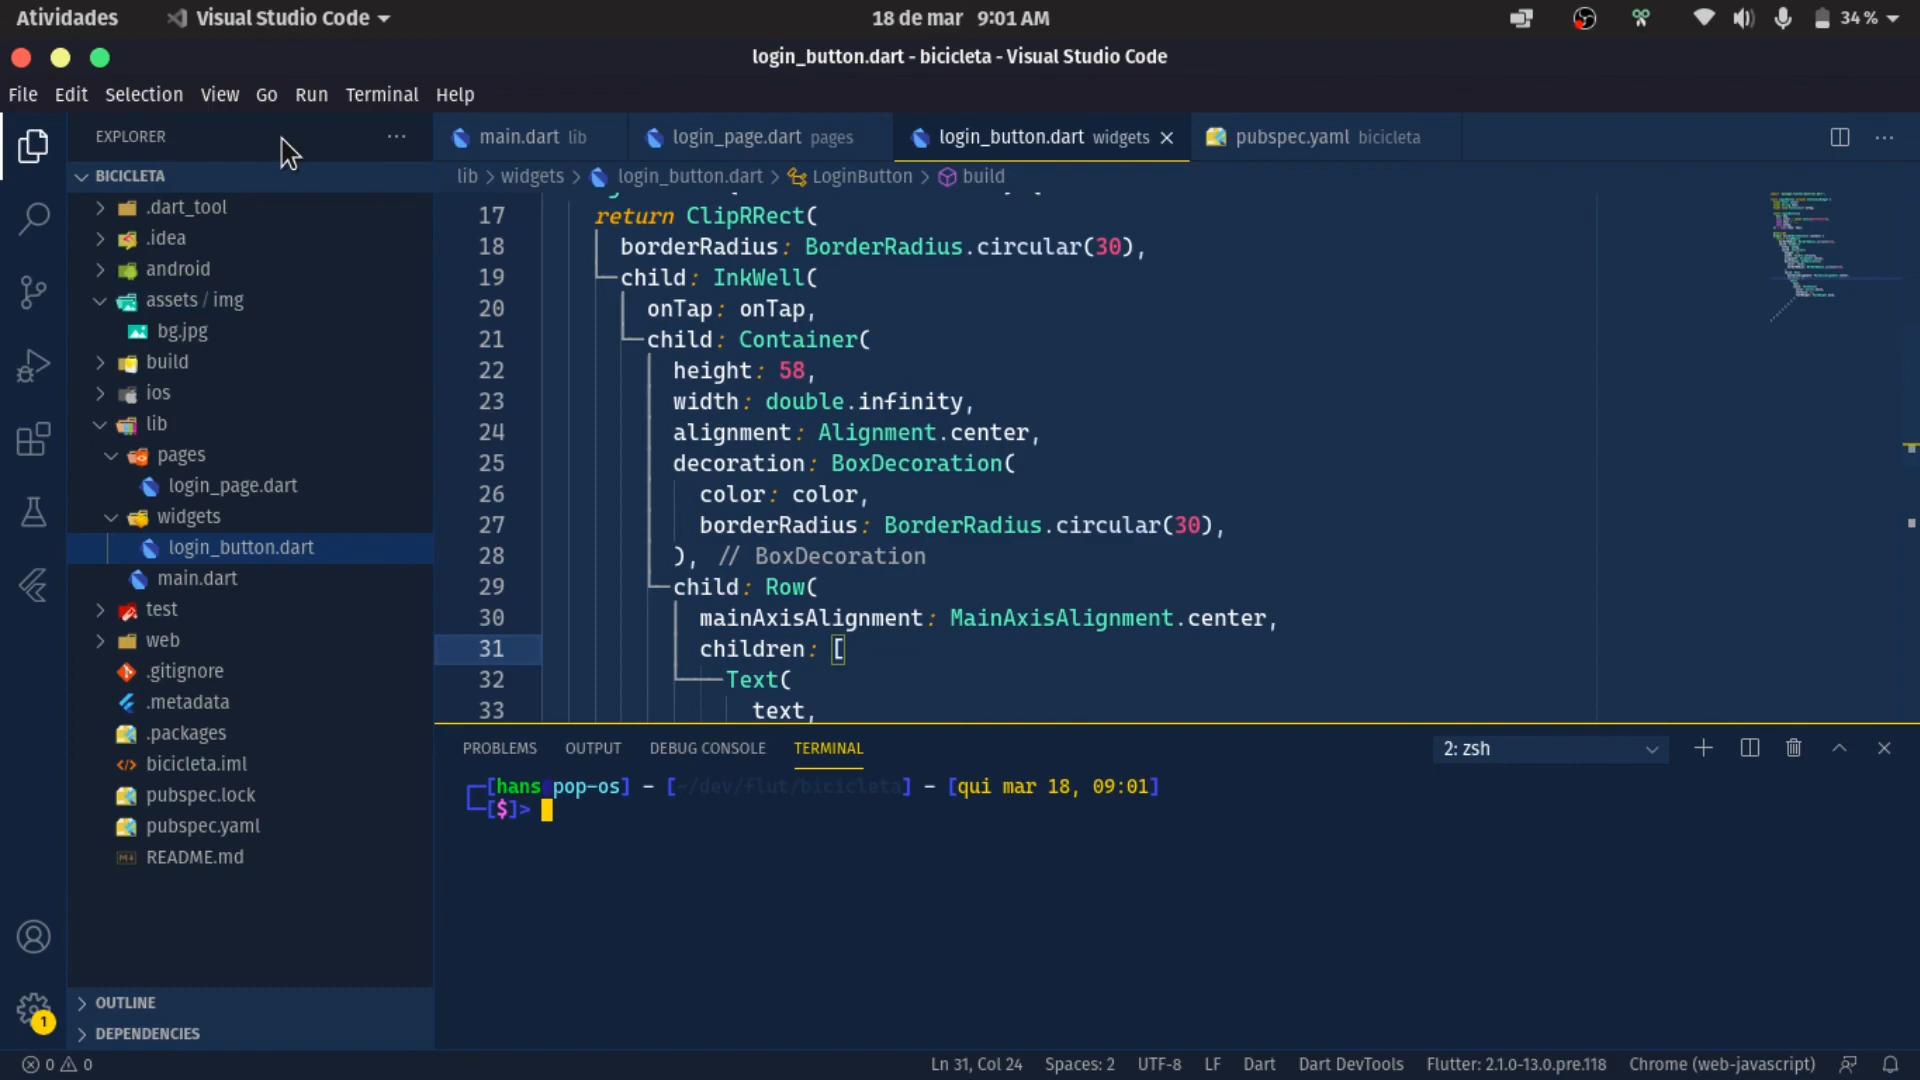 Atividades
Visual Studio Code
18 de mar 9:01 AM
34 %
login_button.dart - bicicleta - Visual Studio Code
File Edit Selection View Go Run Terminal Help
EXPLORER
main.dart lib
login_page.dart pages
login_button.dart widgets
pubspec.yaml bicicleta
BICICLETA
lib > widgets > login_button.dart > LoginButton > build
.dart_tool
.idea
android
assets / img
bg.jpg
build
ios
lib
pages
login_page.dart
widgets
login_button.dart
main.dart
test
web
.gitignore
.metadata
.packages
bicicleta.iml
pubspec.lock
pubspec.yaml
README.md
OUTLINE
DEPENDENCIES
17 return ClipRRect(
18 borderRadius: BorderRadius.circular(30),
19 child: InkWell(
20 onTap: onTap,
21 child: Container(
22 height: 58,
23 width: double.infinity,
24 alignment: Alignment.center,
25 decoration: BoxDecoration(
26 color: color,
27 borderRadius: BorderRadius.circular(30),
28 ), // BoxDecoration
29 child: Row(
30 mainAxisAlignment: MainAxisAlignment.center,
31 children: [
32 Text(
33 text,
PROBLEMS OUTPUT DEBUG CONSOLE TERMINAL
2: zsh
[hans pop-os] - [~/dev/flut/bicicleta] - [qui mar 18, 09:01]
[$]>
1
0 0
Ln 31, Col 24 Spaces: 2 UTF-8 LF Dart Dart DevTools Flutter: 2.1.0-13.0.pre.118 Chrome (web-javascript)